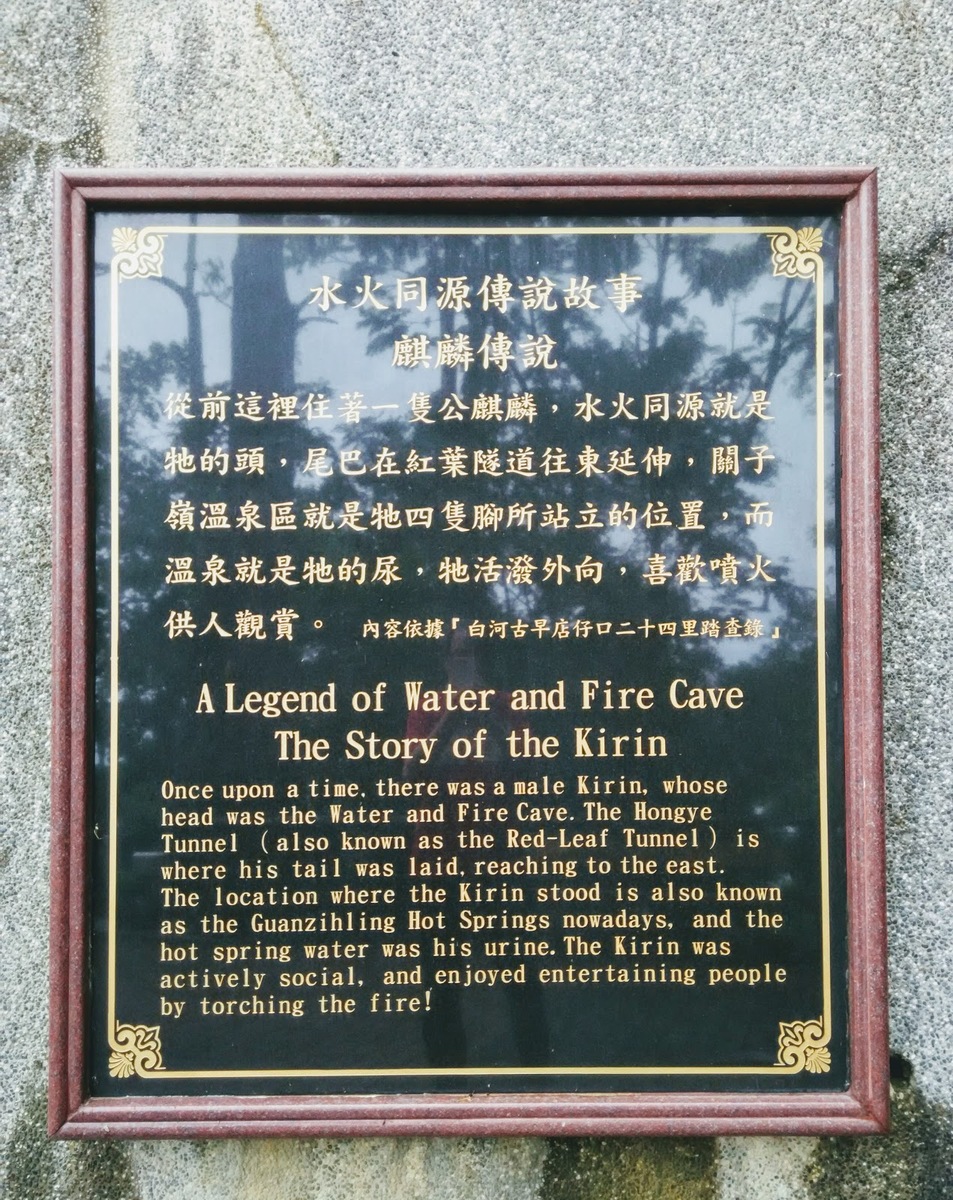 水火同源傳說故事
麒麟傳說
從前這裡住著一隻公麒麟，水火同源就是
牠的頭，尾巴在紅葉隧道往東延伸，關子
嶺溫泉區就是牠四隻腳所站立的位置，而
溫泉就是牠的尿，牠活潑外向，喜歡噴火
供人觀賞。 內容依據『白河古早店仔口二十四里踏查錄』
A Legend of Water and Fire Cave
The Story of the Kirin
Once upon a time, there was a male Kirin, whose
head was the Water and Fire Cave. The Hongye
Tunnel (also known as the Red-Leaf Tunnel) is
where his tail was laid, reaching to the east.
The location where the Kirin stood is also known
as the Guanzihling Hot Springs nowadays, and the
hot spring water was his urine. The Kirin was
actively social, and enjoyed entertaining people
by torching the fire!